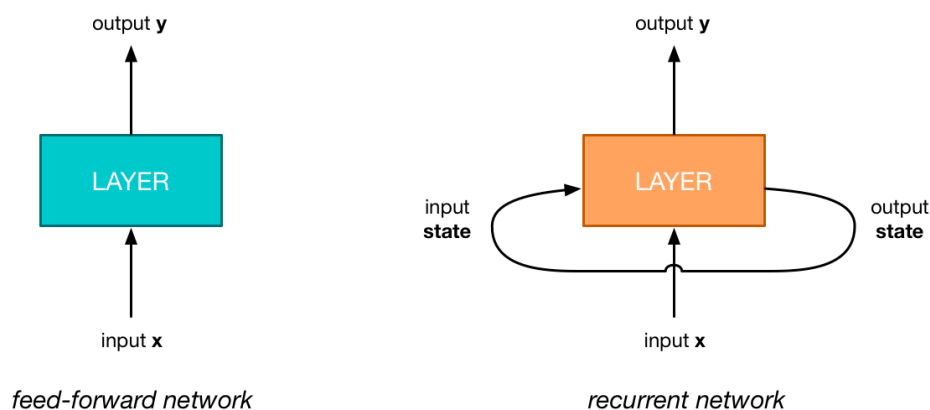 output y
LAYER
input x
feed-forward network
output y
LAYER
input
state
output
state
input x
recurrent network